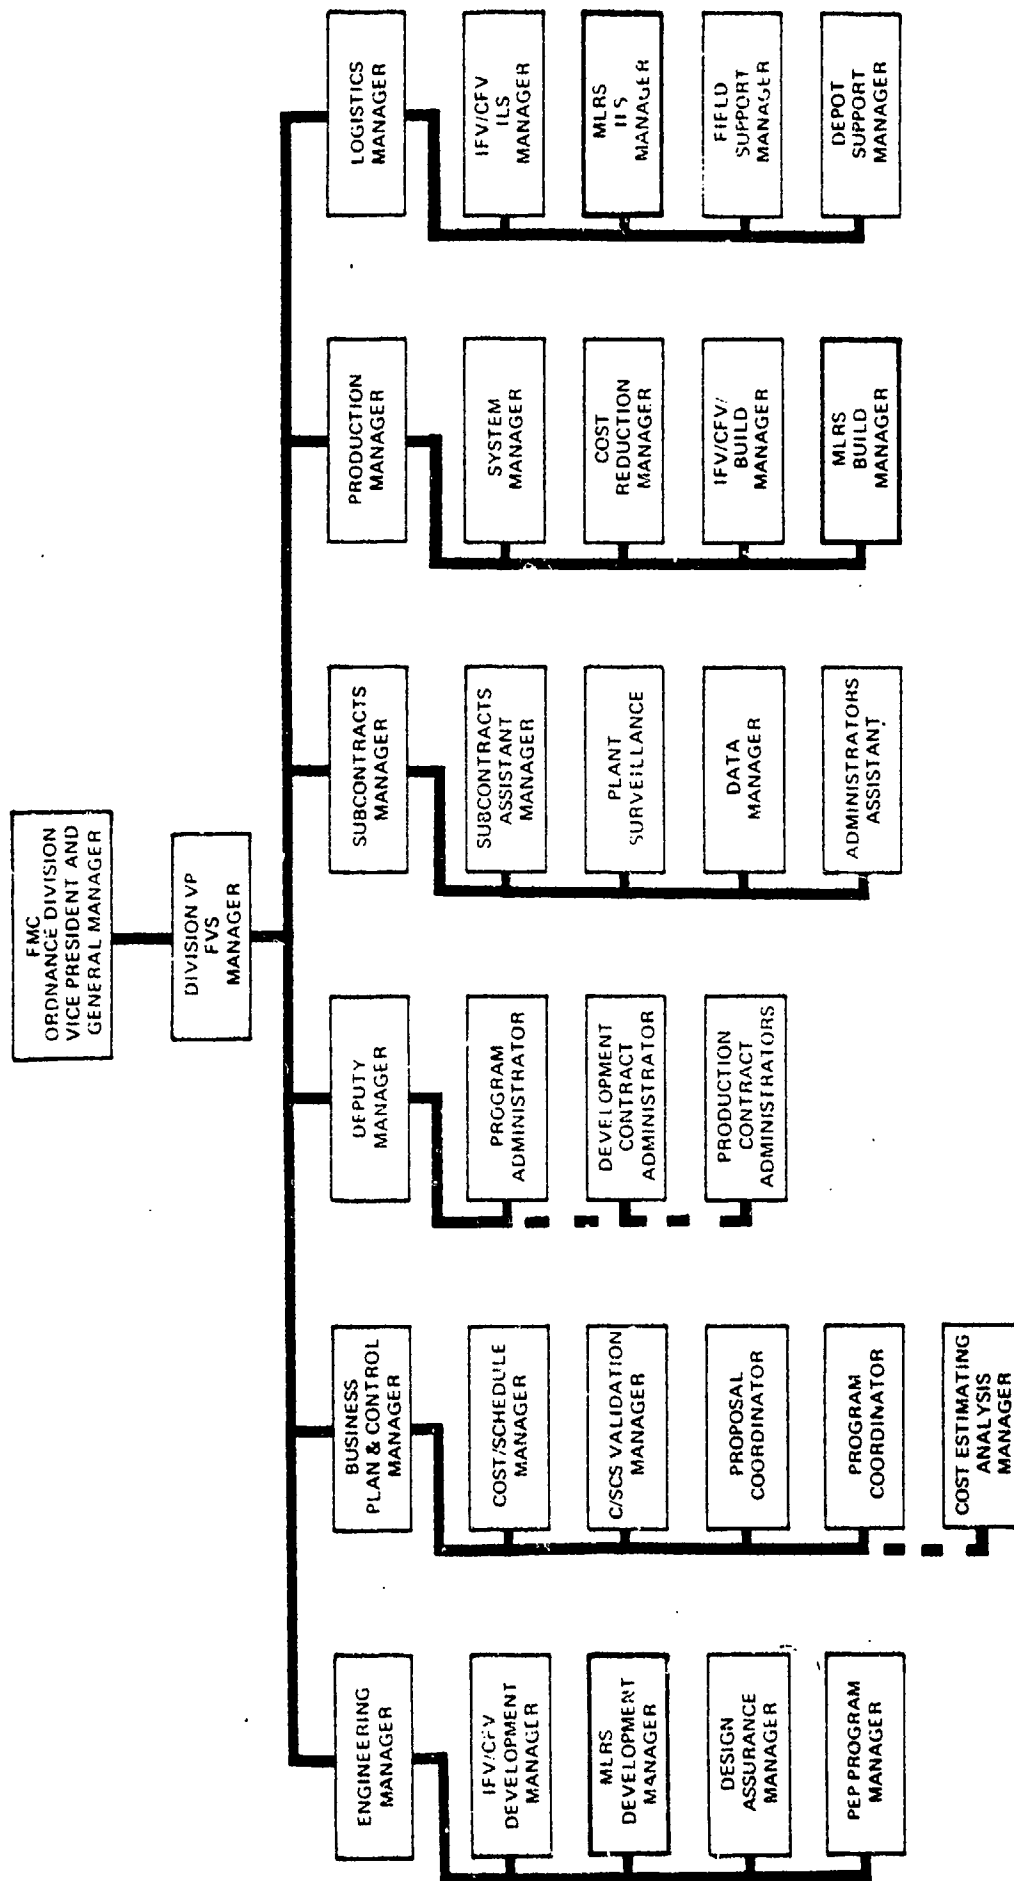 FMC
ORDNANCE DIVISION
VICE PRESIDENT AND
GENERAL MANAGER
DIVISION VP
FVS
MANAGER
ENGINEERING
MANAGER
IFV/CFV
DEVELOPMENT
MANAGER
MLRS
DEVELOPMENT
MANAGER
DESIGN
ASSURANCE
MANAGER
PEP PROGRAM
MANAGER
BUSINESS
PLAN & CONTROL
MANAGER
COST/SCHEDULE
MANAGER
C/SCS VALIDATION
MANAGER
PROPOSAL
COORDINATOR
PROGRAM
COORDINATOR
COST ESTIMATING
ANALYSIS
MANAGER
DEPUTY
MANAGER
PROGRAM
ADMINISTRATOR
DEVELOPMENT
CONTRACT
ADMINISTRATOR
PRODUCTION
CONTRACT
ADMINISTRATORS
SUBCONTRACTS
MANAGER
SUBCONTRACTS
ASSISTANT
MANAGER
PLANT
SURVEILLANCE
DATA
MANAGER
ADMINISTRATORS
ASSISTANT
PRODUCTION
MANAGER
SYSTEM
MANAGER
COST
REDUCTION
MANAGER
IFV/CFV/
BUILD
MANAGER
MLRS
BUILD
MANAGER
LOGISTICS
MANAGER
IFV/CFV
ILS
MANAGER
MLRS
ILS
MANAGER
FIELD
SUPPORT
MANAGER
DEPOT
SUPPORT
MANAGER